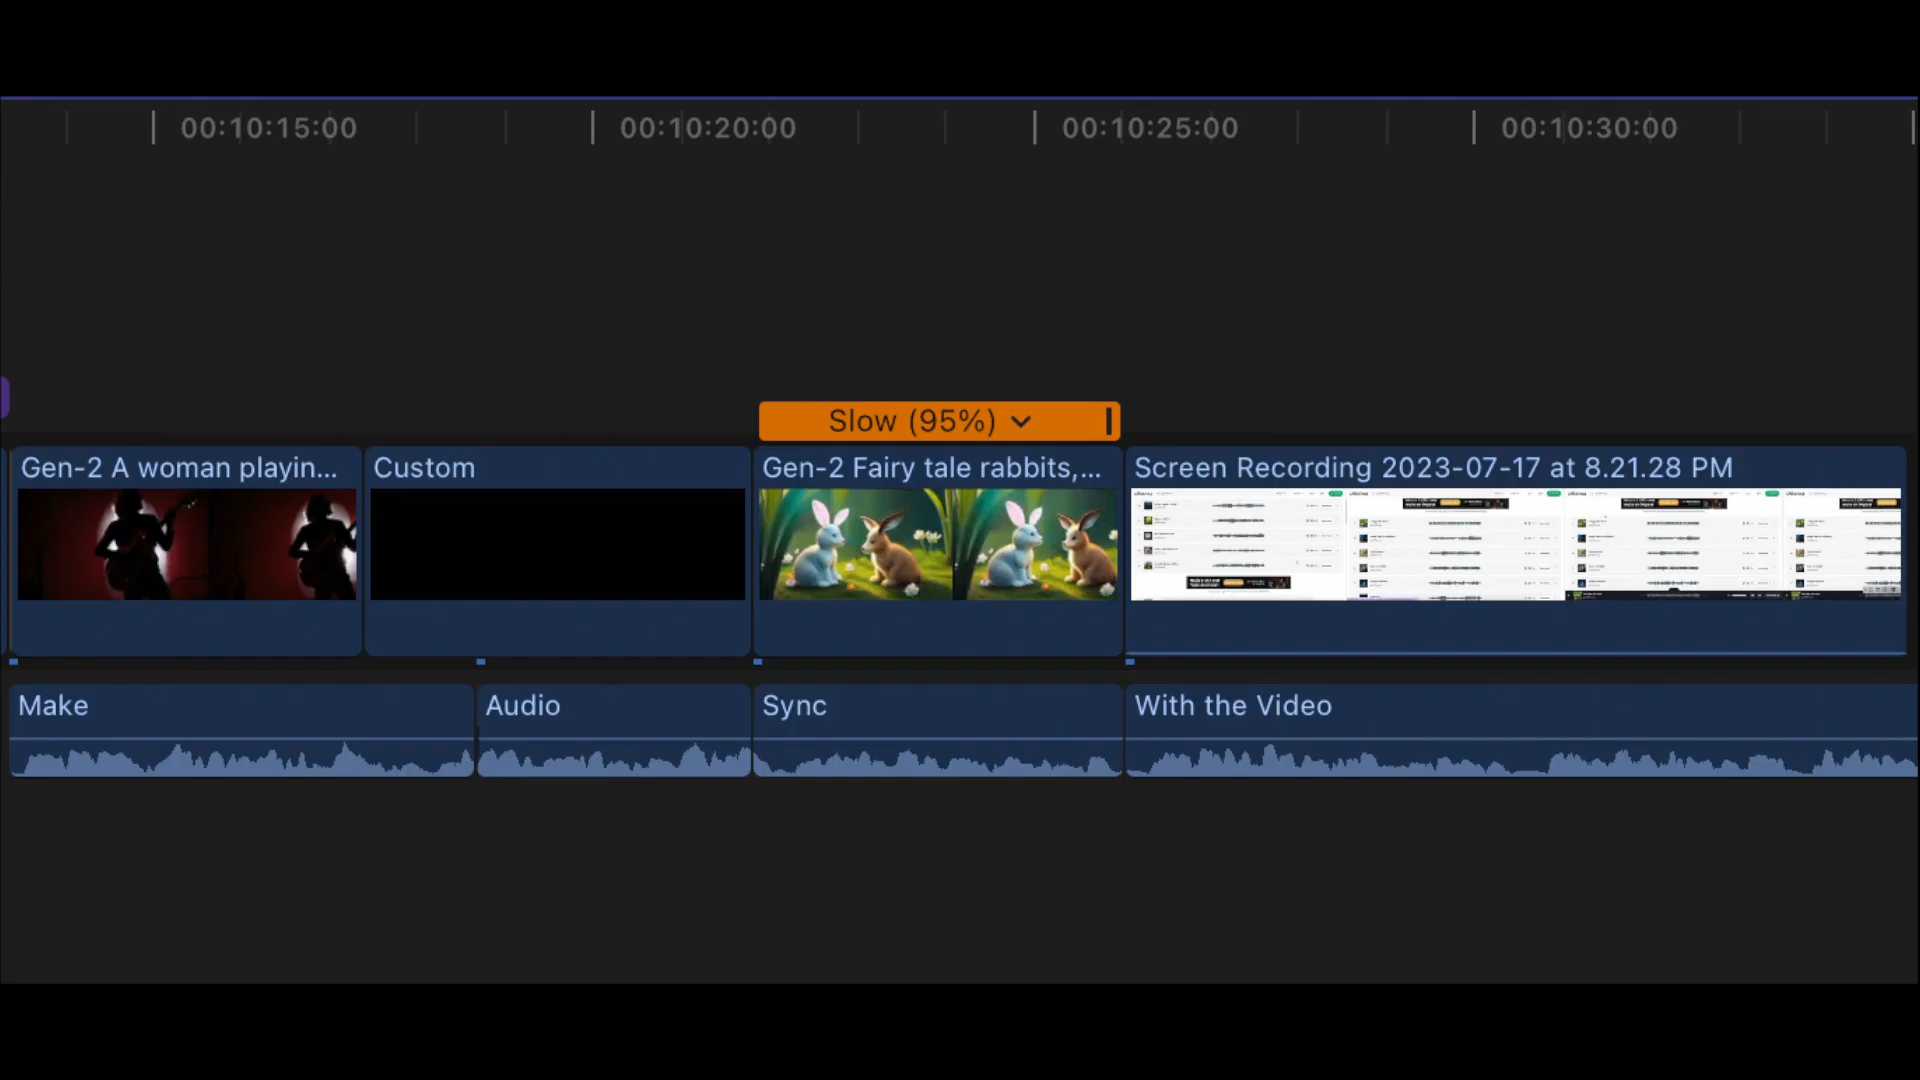 00:10:15:00 00:10:20:00 00:10:25:00 00:10:30:00
Slow (95%)
Gen-2 A woman playin... Custom Gen-2 Fairy tale rabbits,... Screen Recording 2023-07-17 at 8.21.28 PM
Make Audio Sync With the Video